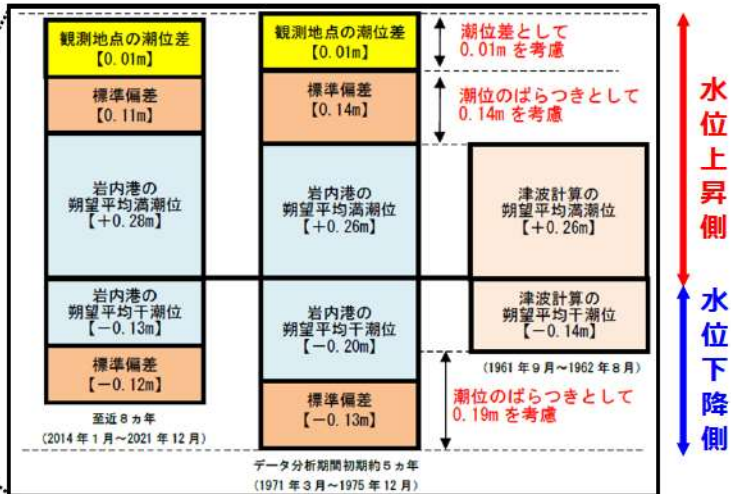 観測地点の潮位差
【0.01m】
標準偏差
【0.11m】
岩内港の
朔望平均満潮位
【+0.28m】
岩内港の
朔望平均干潮位
【-0.13m】
標準偏差
【-0.12m】
至近8ヵ年
(2014年1月~2021年12月)
観測地点の潮位差
【0.01m】
標準偏差
【0.14m】
岩内港の
朔望平均満潮位
【+0.26m】
岩内港の
朔望平均干潮位
【-0.20m】
標準偏差
【-0.13m】
データ分析期間初期約5ヵ年
(1971年3月~1975年12月)
潮位差として
0.01mを考慮
潮位のばらつきとして
0.14mを考慮
津波計算の
朔望平均満潮位
【+0.26m】
津波計算の
朔望平均干潮位
【-0.14m】
(1961年9月~1962年8月)
潮位のばらつきとして
0.19mを考慮
水位上昇側
水位下降側